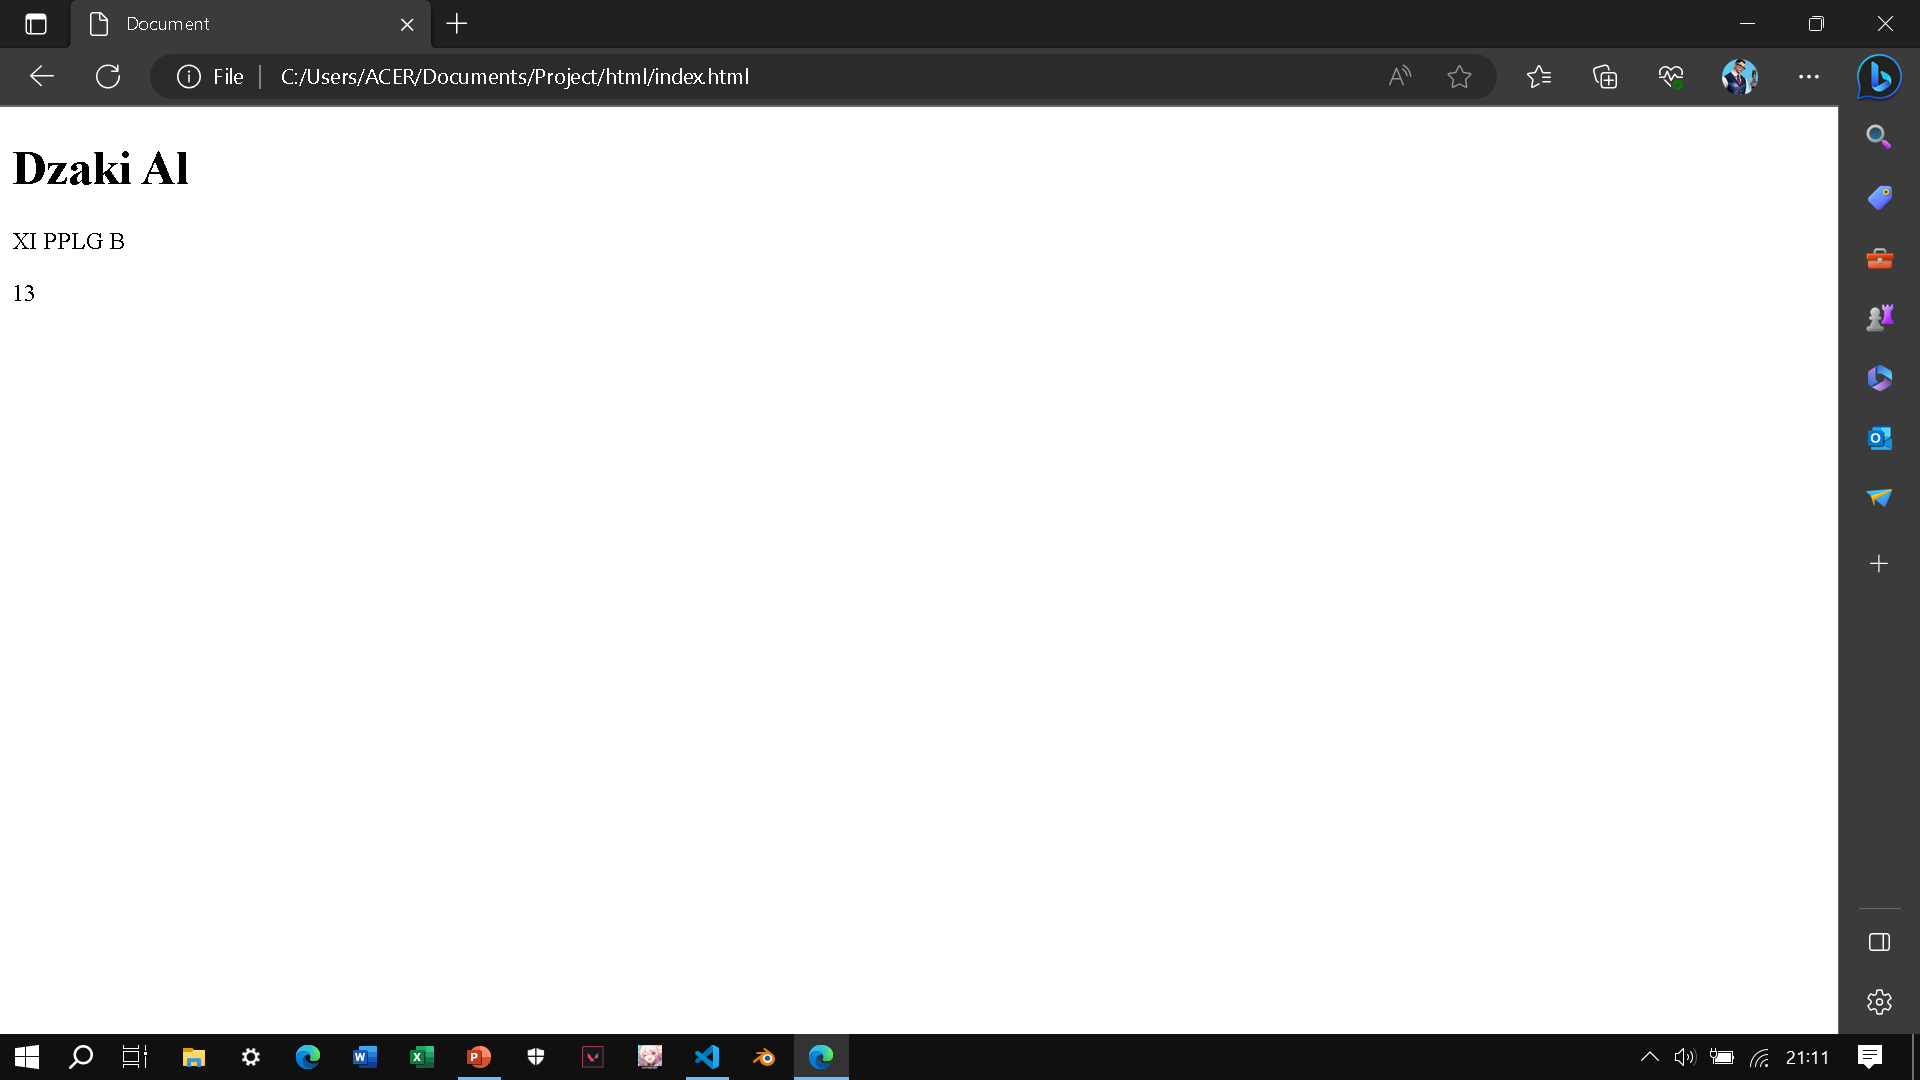 Document
File
C:/Users/ACER/Documents/Project/html/index.html
Dzaki Al
XI PPLG B
13
21:11